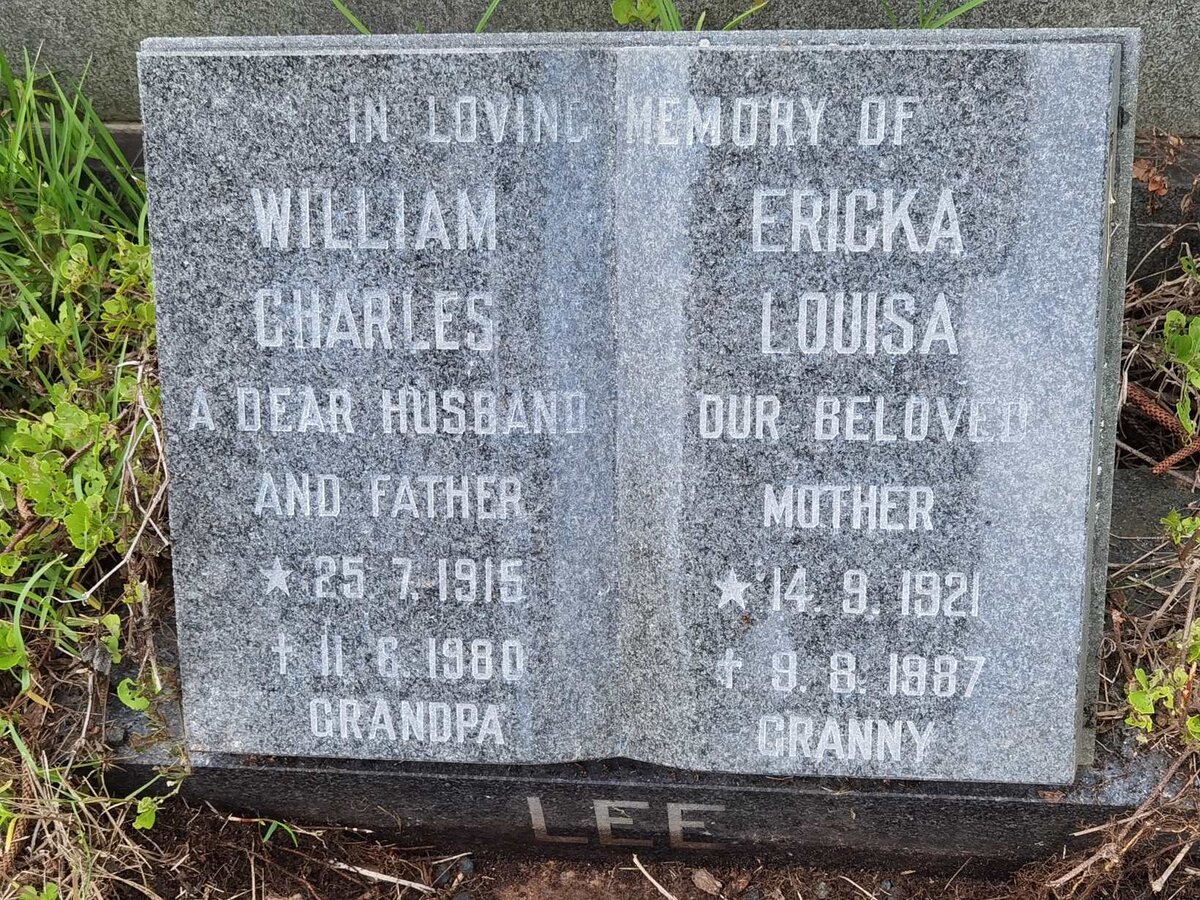 IN LOVING MEMORY OF
WILLIAM
CHARLES
A DEAR HUSBAND
AND FATHER
★ 25. 7. 1915
✝ 11. 6. 1980
GRANDPA
ERICKA
LOUISA
OUR BELOVED
MOTHER
★ 14. 9. 1921
✝ 9. 8. 1987
GRANNY
LEE